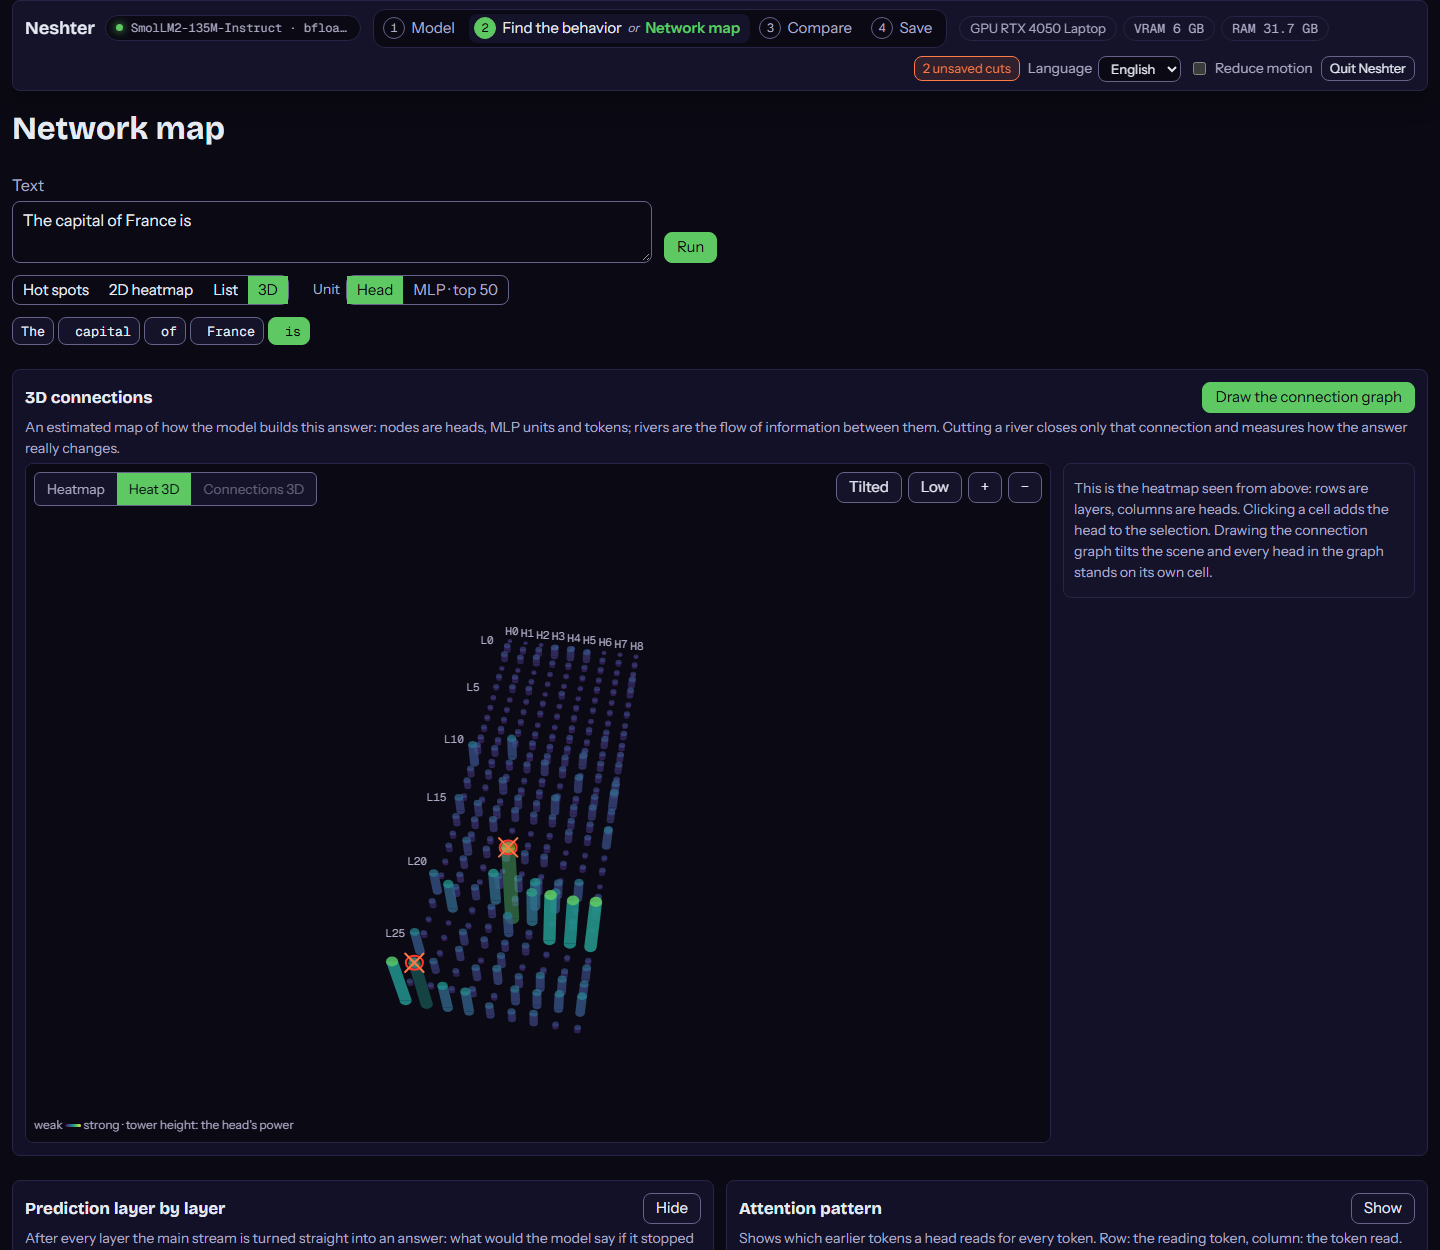 Neshter
SmolLM2-135M-Instruct · bfloa…
1 Model
2 Find the behavior or Network map
3 Compare
4 Save
GPU RTX 4050 Laptop
VRAM 6 GB
RAM 31.7 GB
2 unsaved cuts
Language
English
Reduce motion
Quit Neshter
Network map
Text
The capital of France is
Run
Hot spots 2D heatmap List 3D
Unit Head MLP · top 50
The capital of France is
3D connections
Draw the connection graph
An estimated map of how the model builds this answer: nodes are heads, MLP units and tokens; rivers are the flow of information between them. Cutting a river closes only that connection and measures how the answer
really changes.
Heatmap Heat 3D Connections 3D
Tilted Low + −
This is the heatmap seen from above: rows are
layers, columns are heads. Clicking a cell adds the
head to the selection. Drawing the connection
graph tilts the scene and every head in the graph
stands on its own cell.
H0 H1 H2 H3 H4 H5 H6 H7 H8
L0
L5
L10
L15
L20
L25
weak strong · tower height: the head's power
Prediction layer by layer
Hide
After every layer the main stream is turned straight into an answer: what would the model say if it stopped
Attention pattern
Show
Shows which earlier tokens a head reads for every token. Row: the reading token, column: the token read.